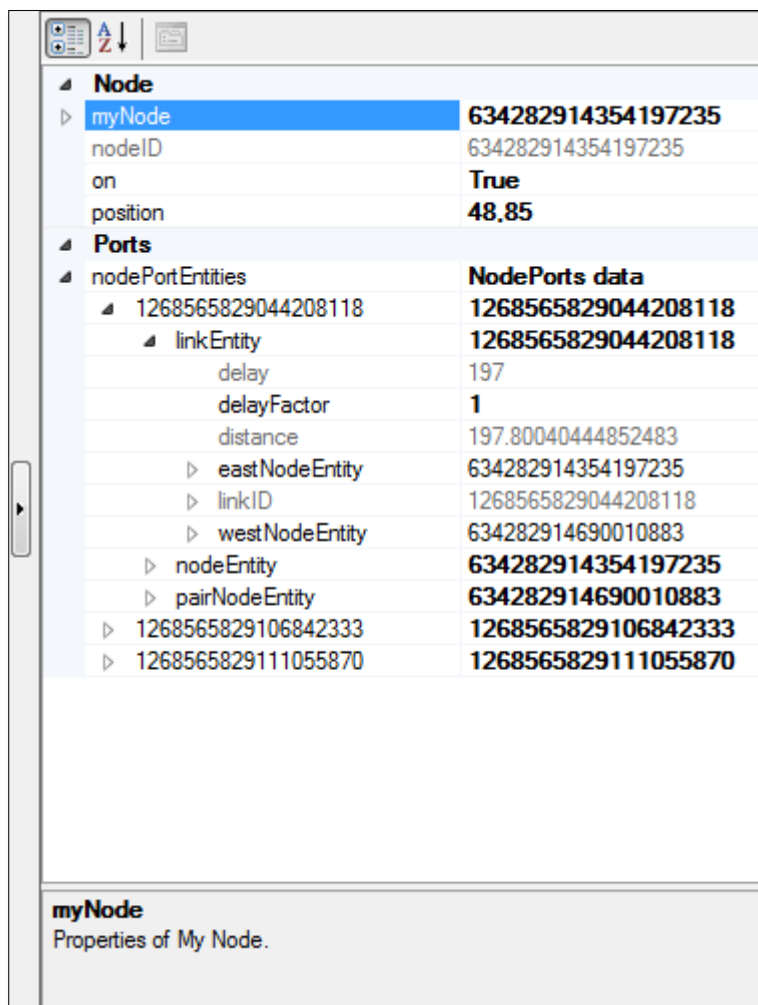 A
Z
Node
myNode 634282914354197235
nodeID 634282914354197235
on True
position 48,85
Ports
nodePortEntities NodePorts data
1268565829044208118 1268565829044208118
linkEntity 1268565829044208118
delay 197
delayFactor 1
distance 197.80040444852483
eastNodeEntity 634282914354197235
linkID 1268565829044208118
westNodeEntity 634282914690010883
nodeEntity 634282914354197235
pairNodeEntity 634282914690010883
1268565829106842333 1268565829106842333
1268565829111055870 1268565829111055870
myNode
Properties of My Node.